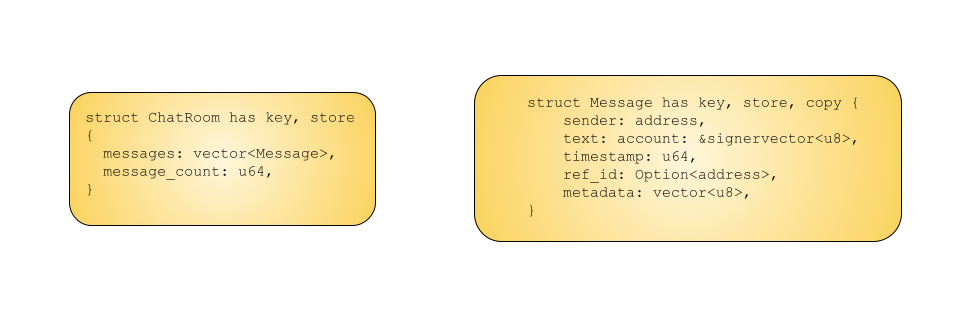 struct ChatRoom has key, store
{
messages: vector<Message>,
message_count: u64,
}
struct Message has key, store, copy {
sender: address,
text: account: &signervector<u8>,
timestamp: u64,
ref_id: Option<address>,
metadata: vector<u8>,
}